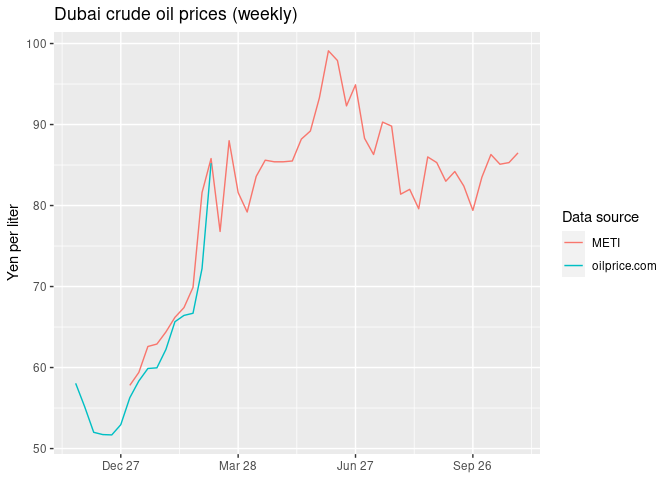 Dubai crude oil prices (weekly)
Yen per liter
100
90
80
70
60
50
Dec 27
Mar 28
Jun 27
Sep 26
Data source
METI
oilprice.com